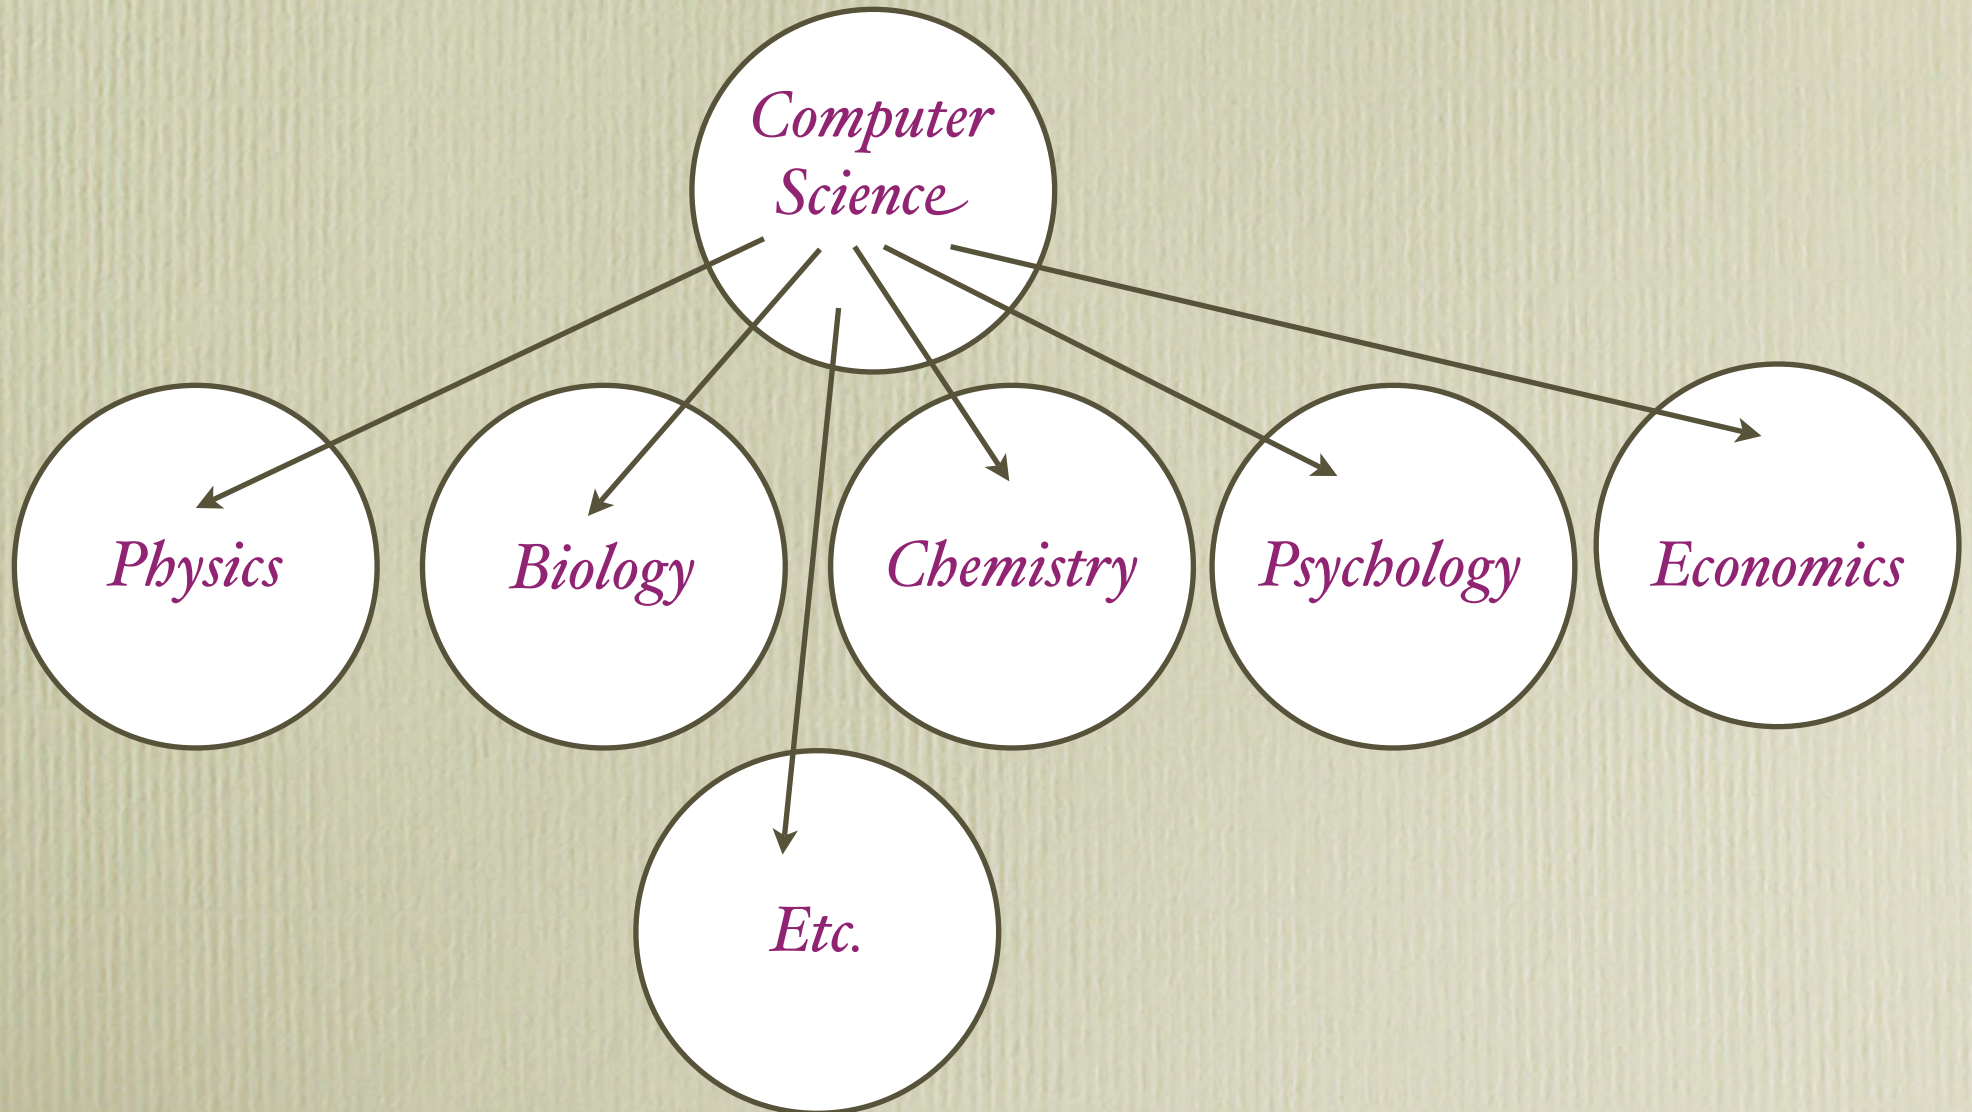 Computer
Science
Physics
Biology
Chemistry
Psychology
Economics
Etc.